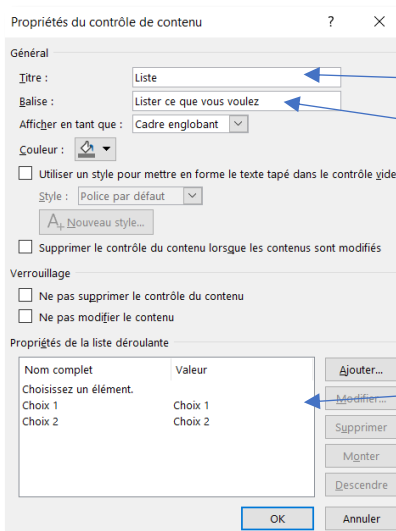 Propriétés du contrôle de contenu ? ×
Général
Titre : Liste
Balise : Lister ce que vous voulez
Afficher en tant que : Cadre englobant
Couleur :
Utiliser un style pour mettre en forme le texte tapé dans le contrôle vide
Style : Police par défaut
A+ Nouveau style...
Supprimer le contrôle du contenu lorsque les contenus sont modifiés
Verrouillage
Ne pas supprimer le contrôle du contenu
Ne pas modifier le contenu
Propriétés de la liste déroulante
Nom complet Valeur Ajouter...
Choisissez un élément.
Choix 1 Choix 1 Modifier...
Choix 2 Choix 2 Supprimer
Monter
Descendre
OK Annuler